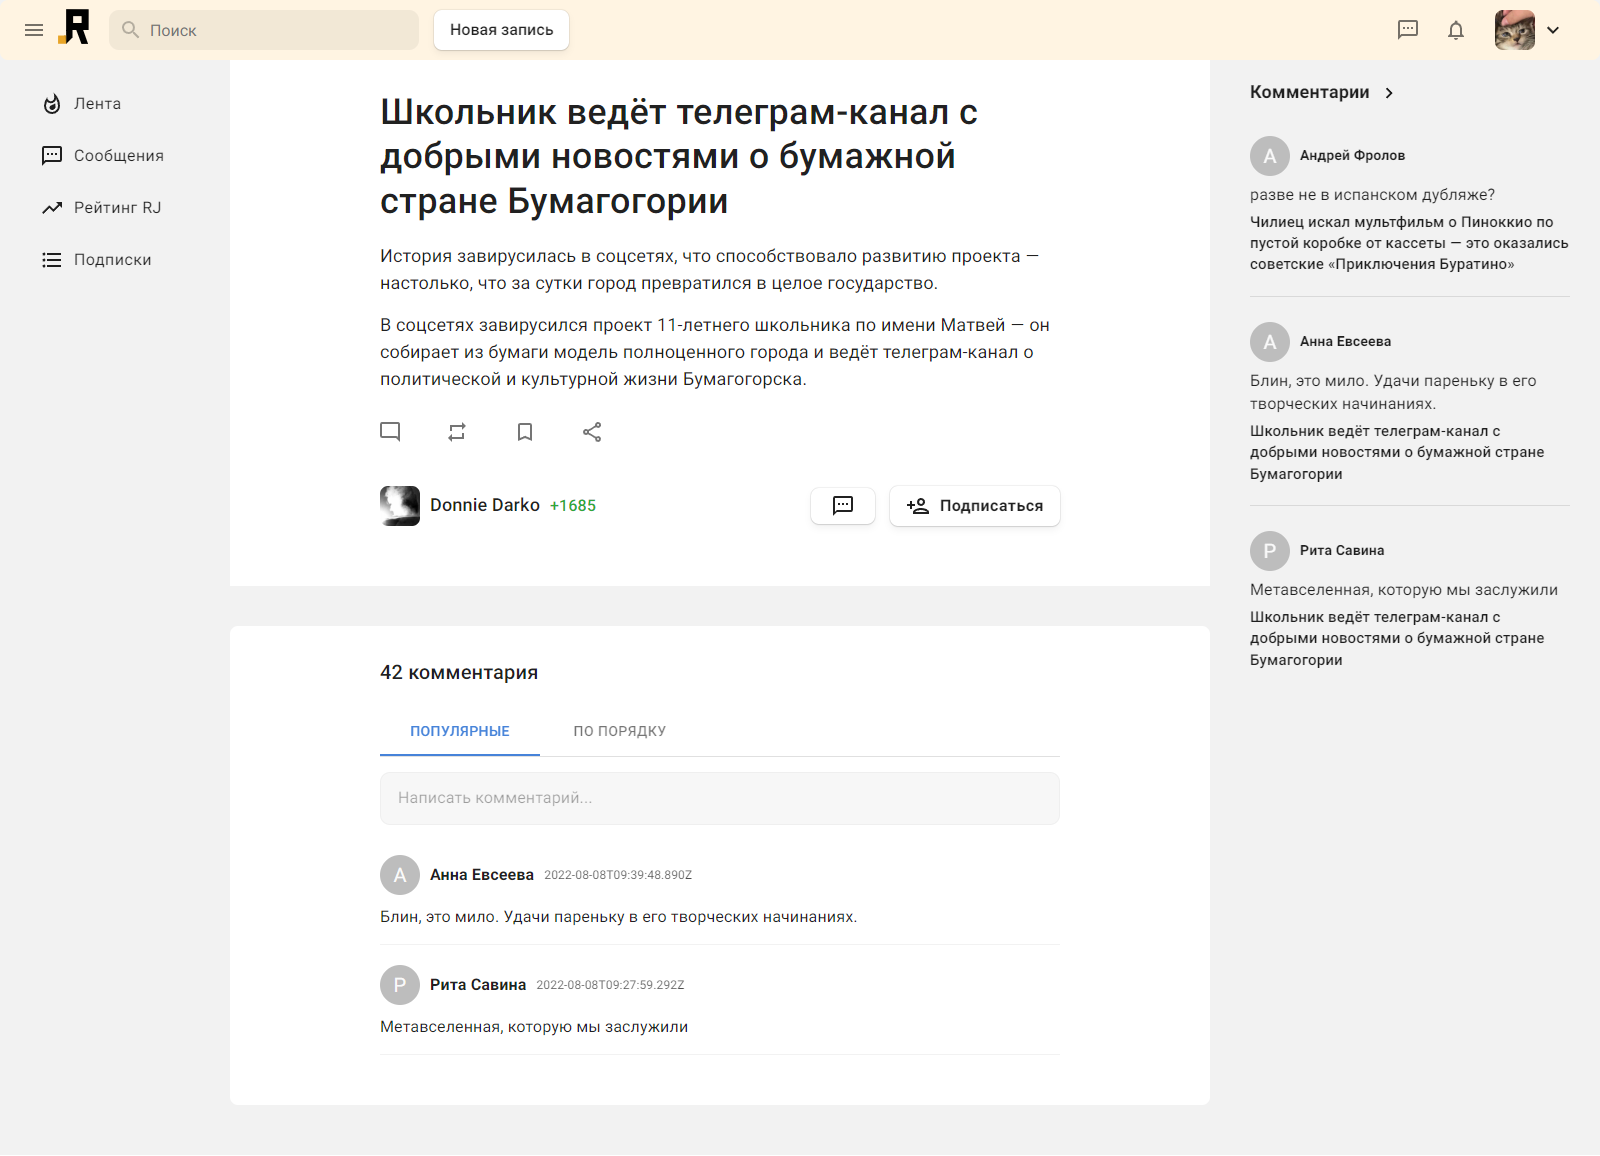 Поиск
Новая запись
Лента
Сообщения
Рейтинг RJ
Подписки
Школьник ведёт телеграм-канал с
добрыми новостями о бумажной
стране Бумагогории
История завирусилась в соцсетях, что способствовало развитию проекта —
настолько, что за сутки город превратился в целое государство.
В соцсетях завирусился проект 11-летнего школьника по имени Матвей — он
собирает из бумаги модель полноценного города и ведёт телеграм-канал о
политической и культурной жизни Бумагогорска.
Donnie Darko +1685
Подписаться
42 комментария
ПОПУЛЯРНЫЕ ПО ПОРЯДКУ
Написать комментарий...
А Анна Евсеева 2022-08-08T09:39:48.890Z
Блин, это мило. Удачи пареньку в его творческих начинаниях.
Р Рита Савина 2022-08-08T09:27:59.292Z
Метавселенная, которую мы заслужили
Комментарии
А Андрей Фролов
разве не в испанском дубляже?
Чилиец искал мультфильм о Пиноккио по
пустой коробке от кассеты — это оказались
советские «Приключения Буратино»
А Анна Евсеева
Блин, это мило. Удачи пареньку в его
творческих начинаниях.
Школьник ведёт телеграм-канал с
добрыми новостями о бумажной стране
Бумагогории
Р Рита Савина
Метавселенная, которую мы заслужили
Школьник ведёт телеграм-канал с
добрыми новостями о бумажной стране
Бумагогории